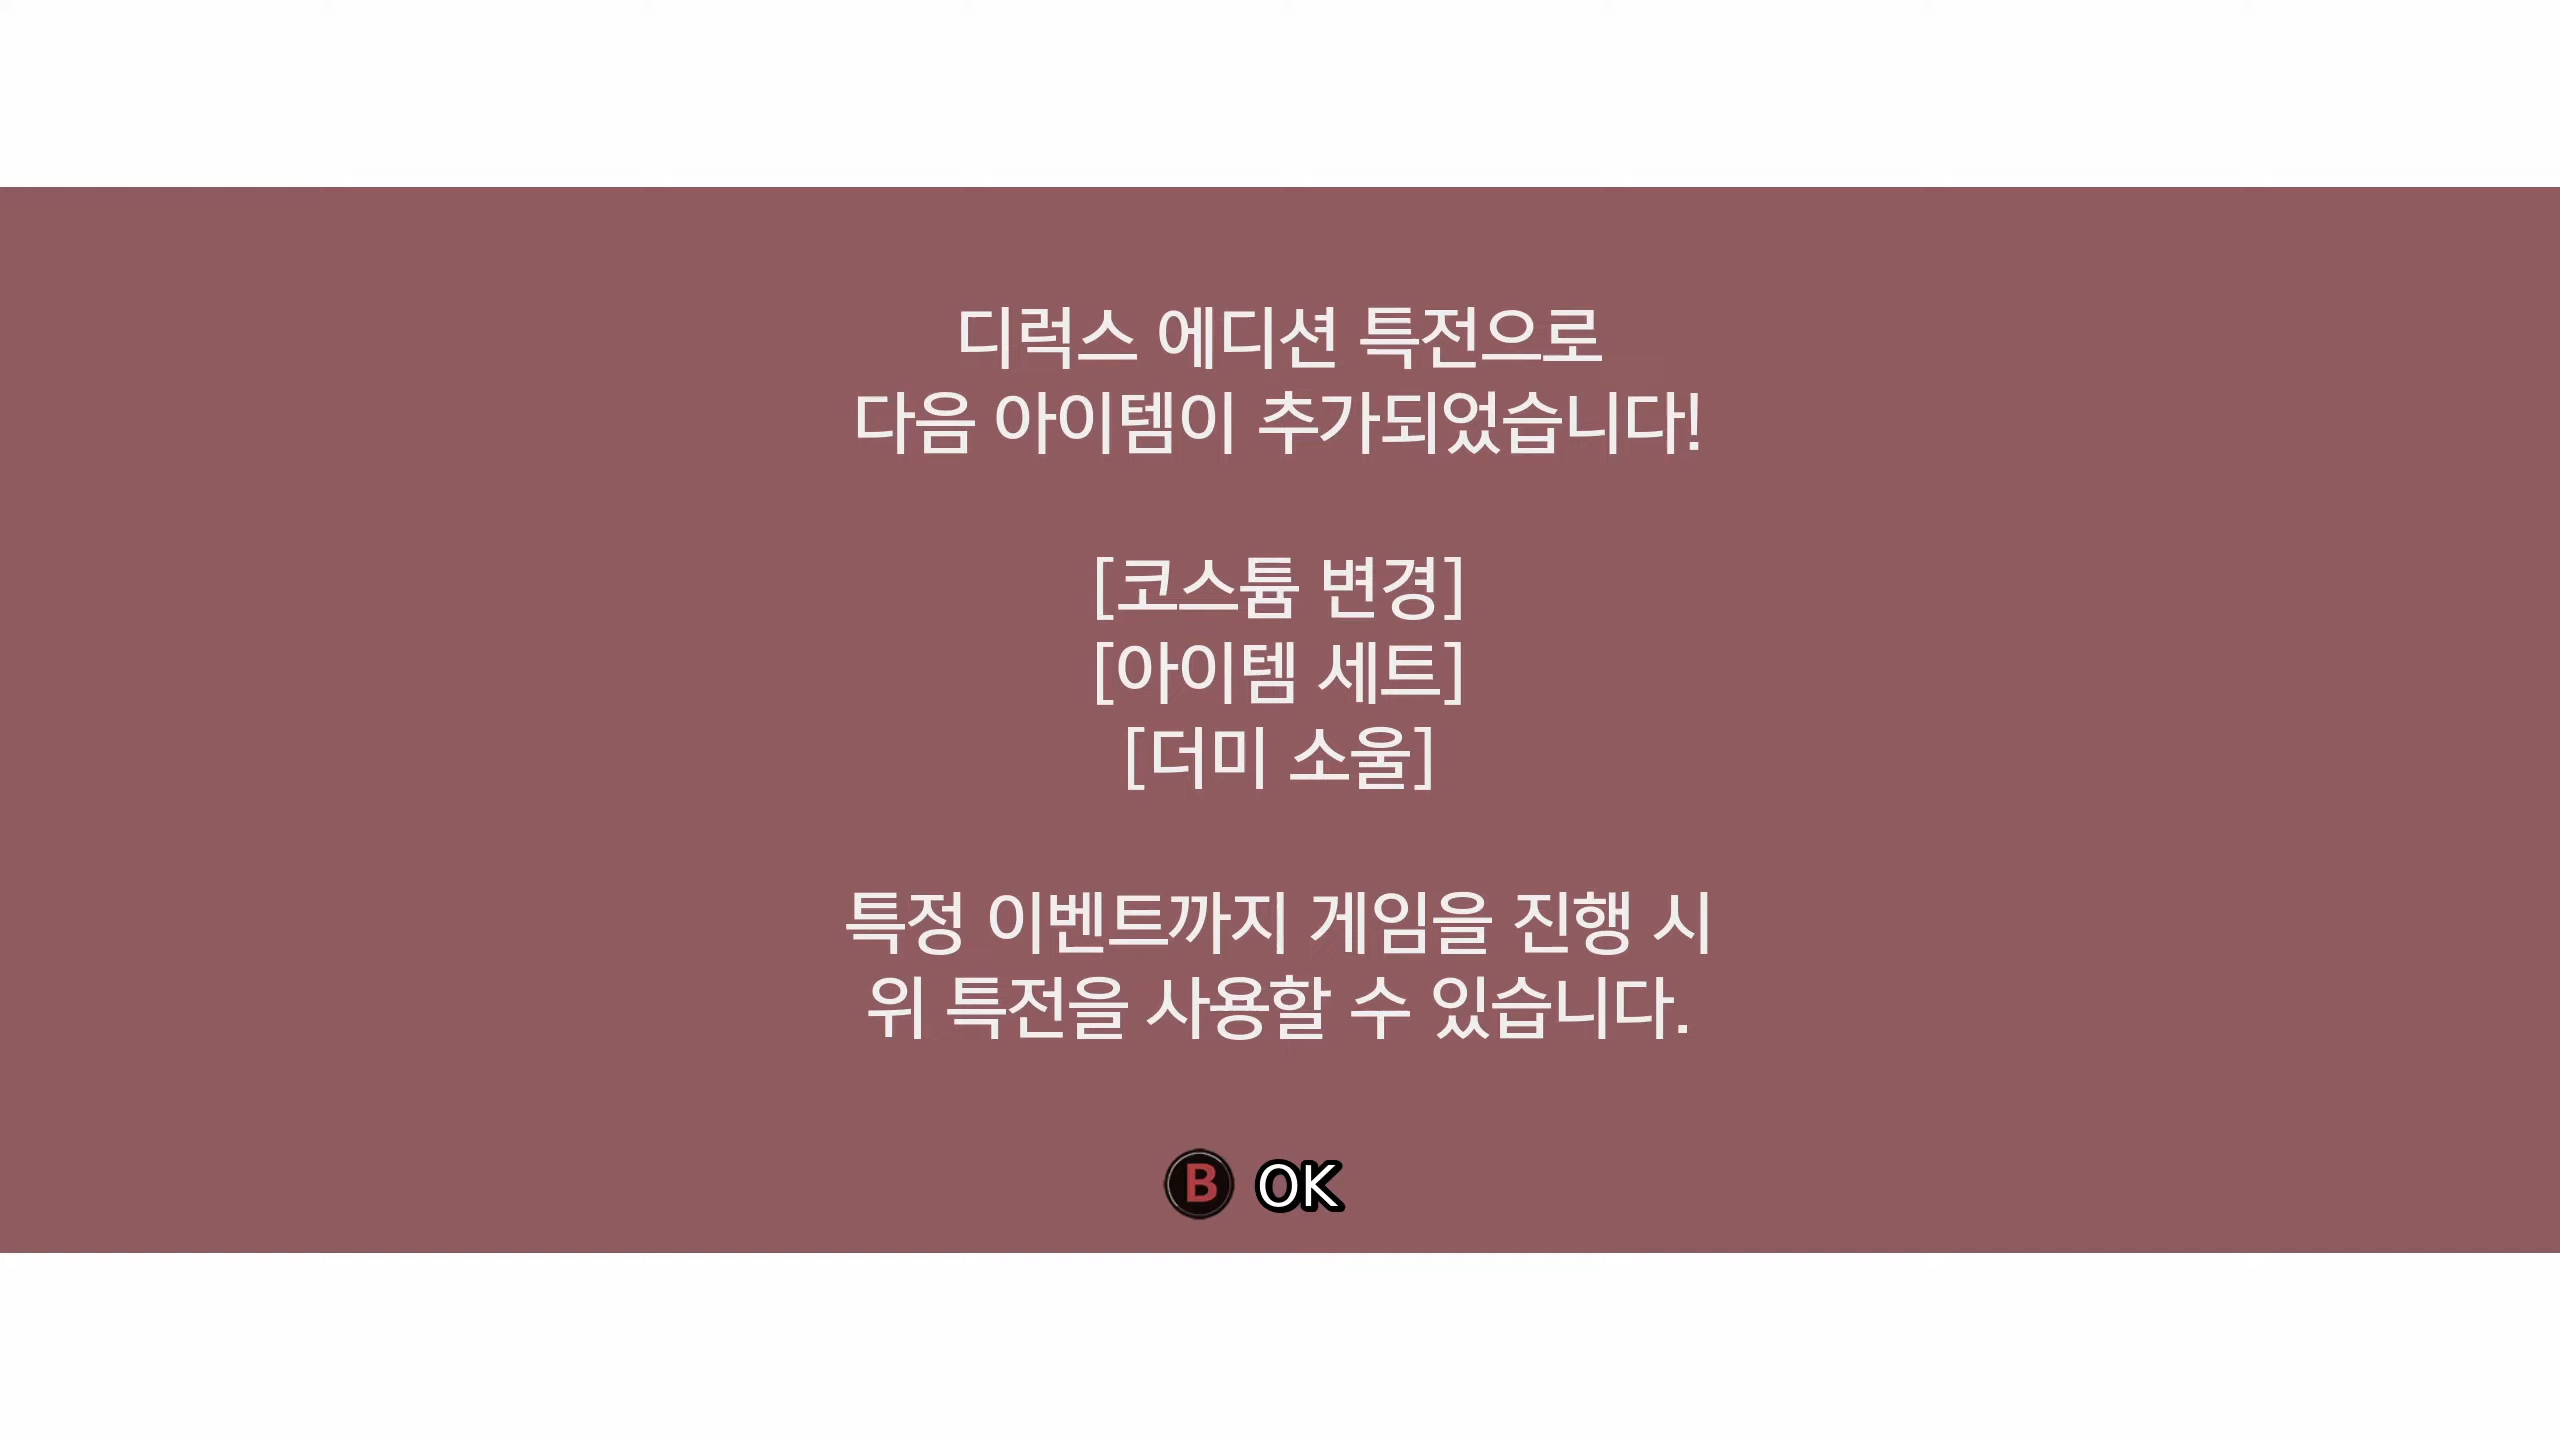 디럭스 에디션 특전으로
다음 아이템이 추가되었습니다!
[코스튬 변경]
[아이템 세트]
[더미 소울]
특정 이벤트까지 게임을 진행 시
위 특전을 사용할 수 있습니다.
B OK